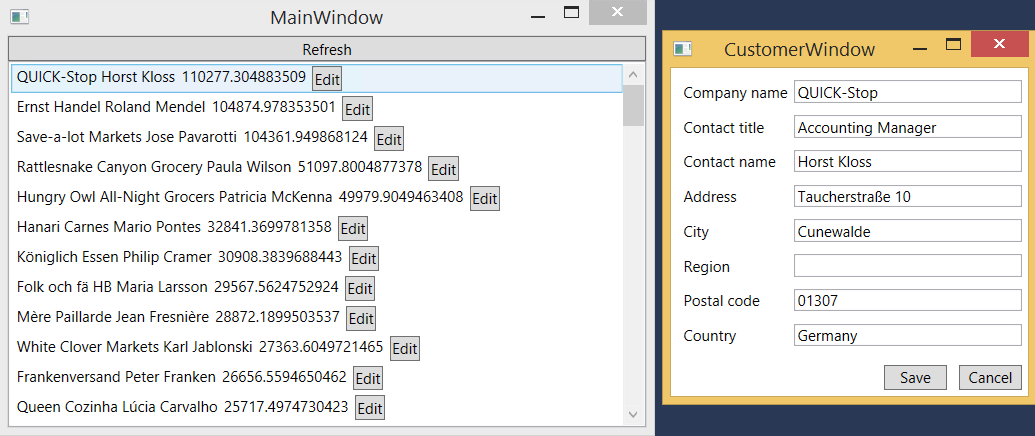 MainWindow
Refresh
QUICK-Stop Horst Kloss 110277.304883509 Edit
Ernst Handel Roland Mendel 104874.978353501 Edit
Save-a-lot Markets Jose Pavarotti 104361.949868124 Edit
Rattlesnake Canyon Grocery Paula Wilson 51097.8004877378 Edit
Hungry Owl All-Night Grocers Patricia McKenna 49979.9049463408 Edit
Hanari Carnes Mario Pontes 32841.3699781358 Edit
Königlich Essen Philip Cramer 30908.3839688443 Edit
Folk och fä HB Maria Larsson 29567.5624752924 Edit
Mère Paillarde Jean Fresnière 28872.1899503537 Edit
White Clover Markets Karl Jablonski 27363.6049721465 Edit
Frankenversand Peter Franken 26656.5594650462 Edit
Queen Cozinha Lúcia Carvalho 25717.4974730423 Edit
CustomerWindow
Company name QUICK-Stop
Contact title Accounting Manager
Contact name Horst Kloss
Address Taucherstraße 10
City Cunewalde
Region
Postal code 01307
Country Germany
Save Cancel